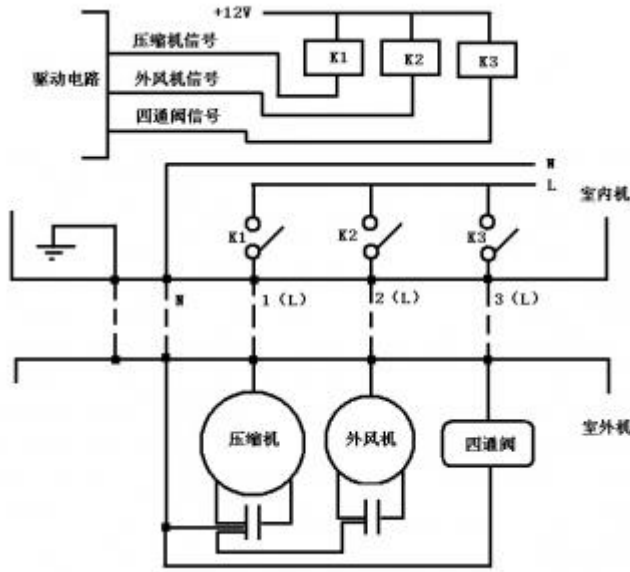 +12V
压缩机信号
K1
K2
K3
驱动电路
外风机信号
四通阀信号
N
L
室内机
K1
K2
K3
N
1（L）
2（L）
3（L）
压缩机
外风机
四通阀
室外机